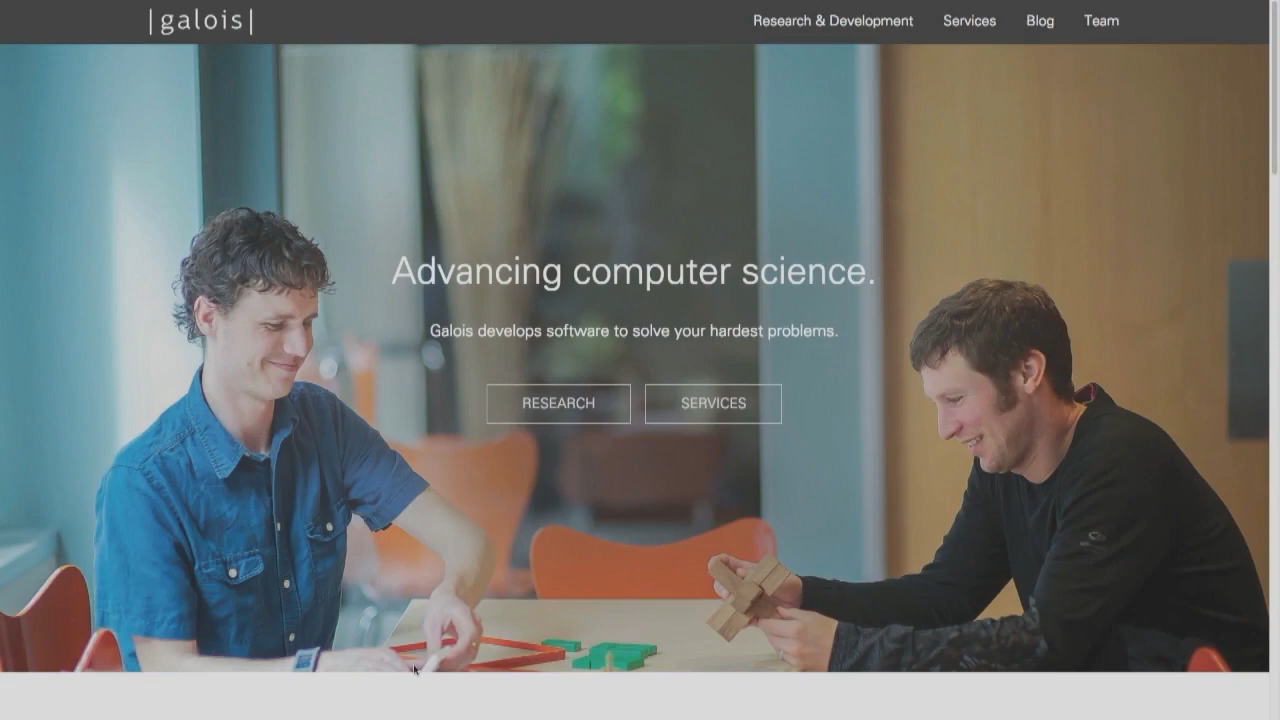 |galois|
Research & Development Services Blog Team
Advancing computer science.
Galois develops software to solve your hardest problems.
RESEARCH SERVICES